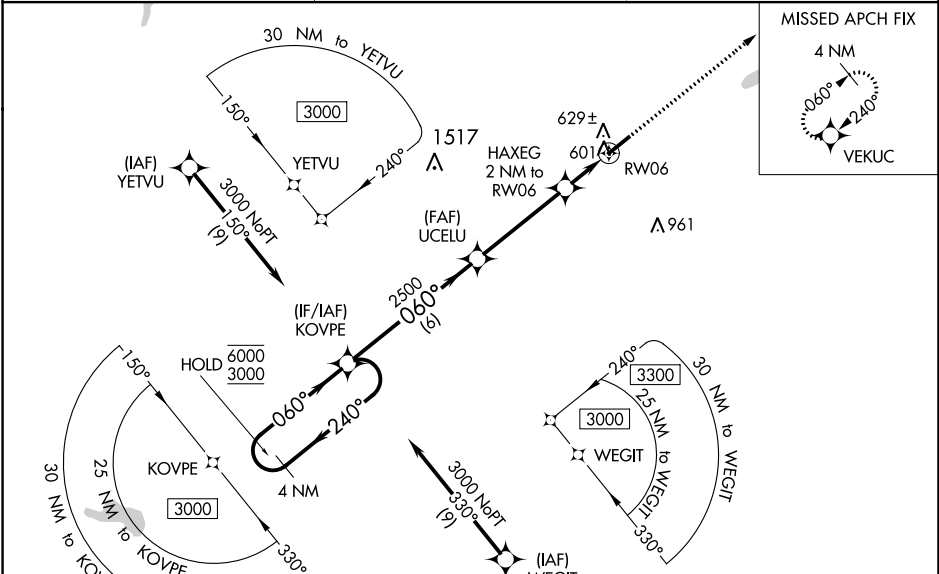 MISSED APCH FIX
4 NM
060°
240°
VEKUC
30 NM to YETVU
150°
3000
240°
YETVU
(IAF)
YETVU
3000 NoPT
150°
(9)
1517
629±
601
HAXEG
2 NM to
RW06
RW06
961
(FAF)
UCELU
2500
060°
(6)
(IF/IAF)
KOVPE
HOLD
6000
3000
060°
240°
4 NM
150°
KOVPE
3000
330°
25 NM to KOVPE
30 NM to
240°
3300
3000
WEGIT
25 NM to WEGIT
30 NM to WEGIT
330°
3000 NoPT
330°
(9)
(IAF)